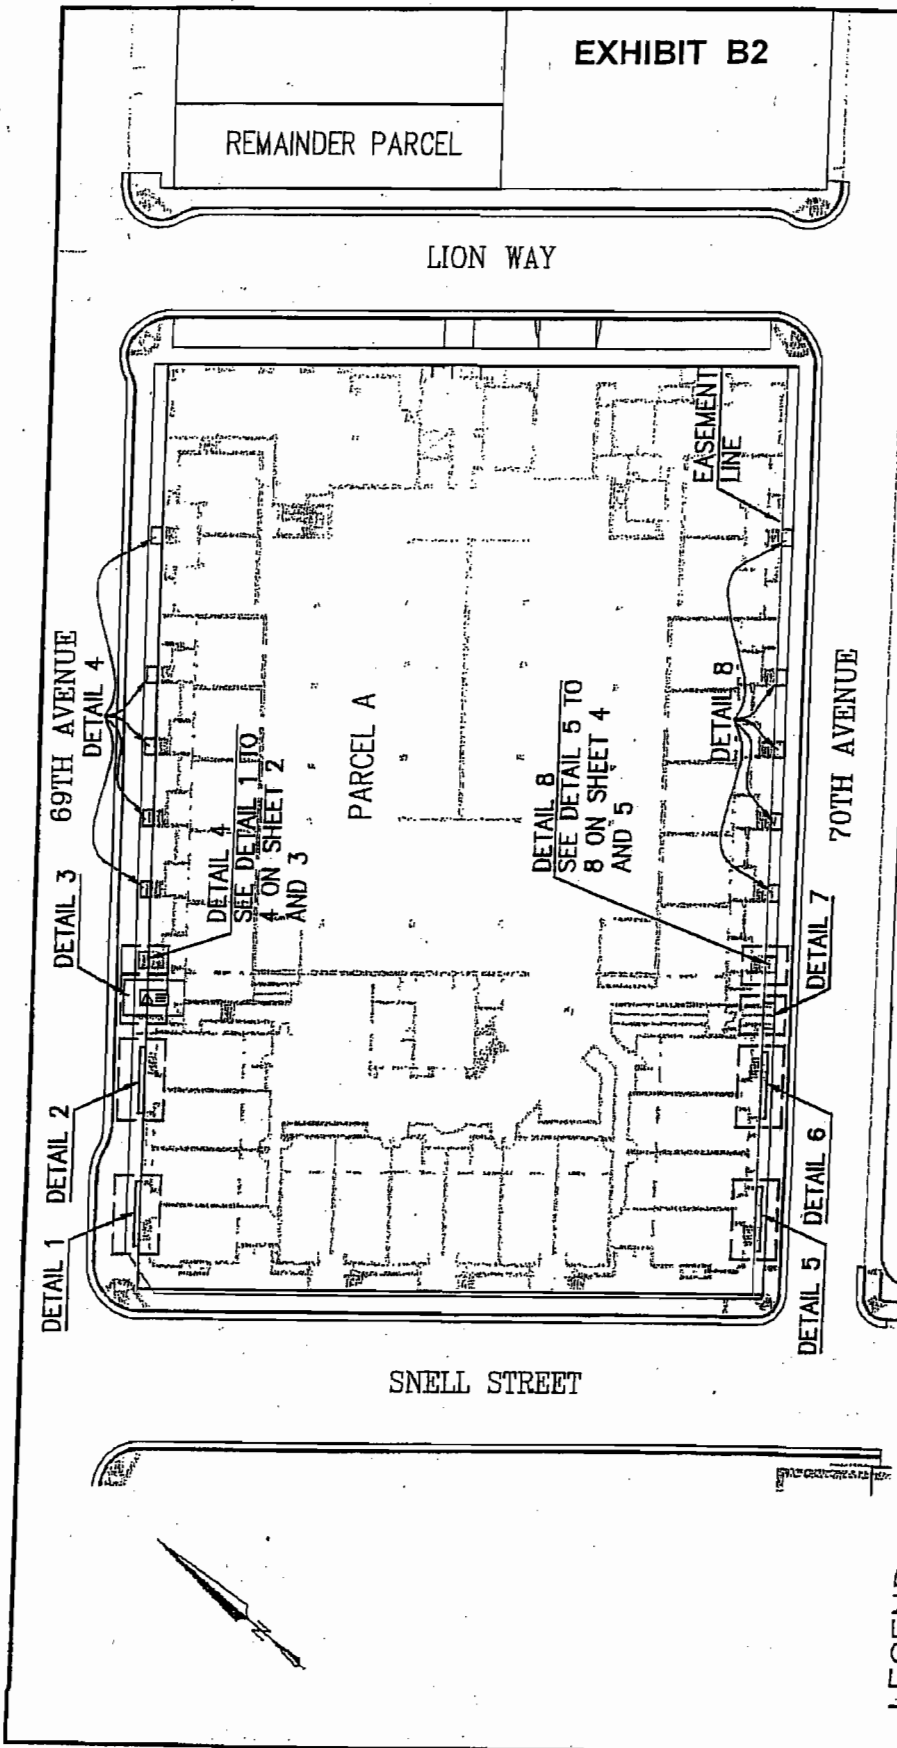 EXHIBIT B2
REMAINDER PARCEL
LION WAY
EASEMENT
LINE
69TH AVENUE
DETAIL 4
PARCEL A
DETAIL 8
70TH AVENUE
DETAIL 3
DETAIL 4
SEE DETAIL 1 TO
4 ON SHEET 2
AND 3
DETAIL 8
SEE DETAIL 5 TO
8 ON SHEET 4
AND 5
DETAIL 7
DETAIL 2
DETAIL 6
DETAIL 1
DETAIL 5
SNELL STREET
N
LEGEND